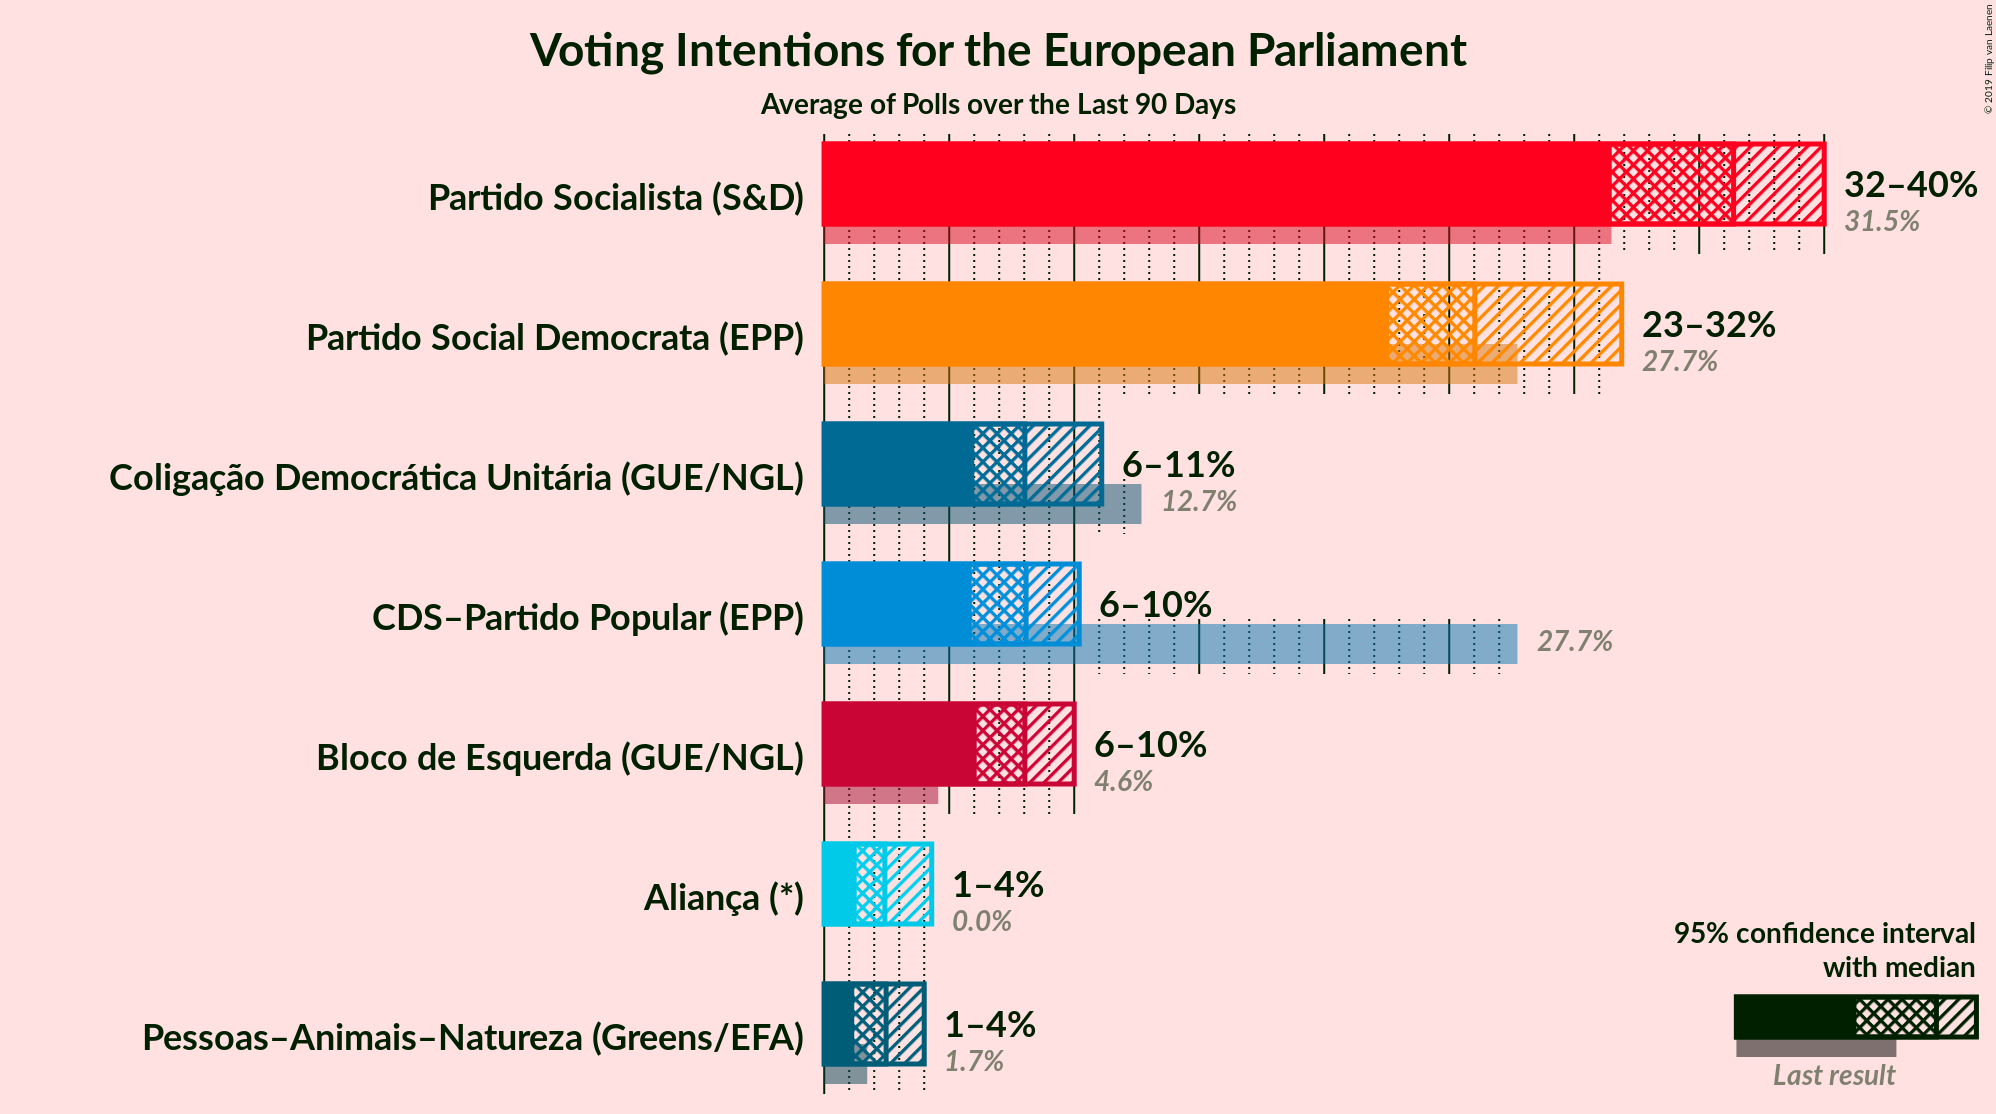 Voting Intentions for the European Parliament
Average of Polls over the Last 90 Days
© 2019 Filip van Laenen
Partido Socialista (S&D)
32–40%
31.5%
Partido Social Democrata (EPP)
23–32%
27.7%
Coligação Democrática Unitária (GUE/NGL)
6–11%
12.7%
CDS–Partido Popular (EPP)
6–10%
27.7%
Bloco de Esquerda (GUE/NGL)
6–10%
4.6%
Aliança (*)
1–4%
0.0%
Pessoas–Animais–Natureza (Greens/EFA)
1–4%
1.7%
95% confidence interval
with median
Last result